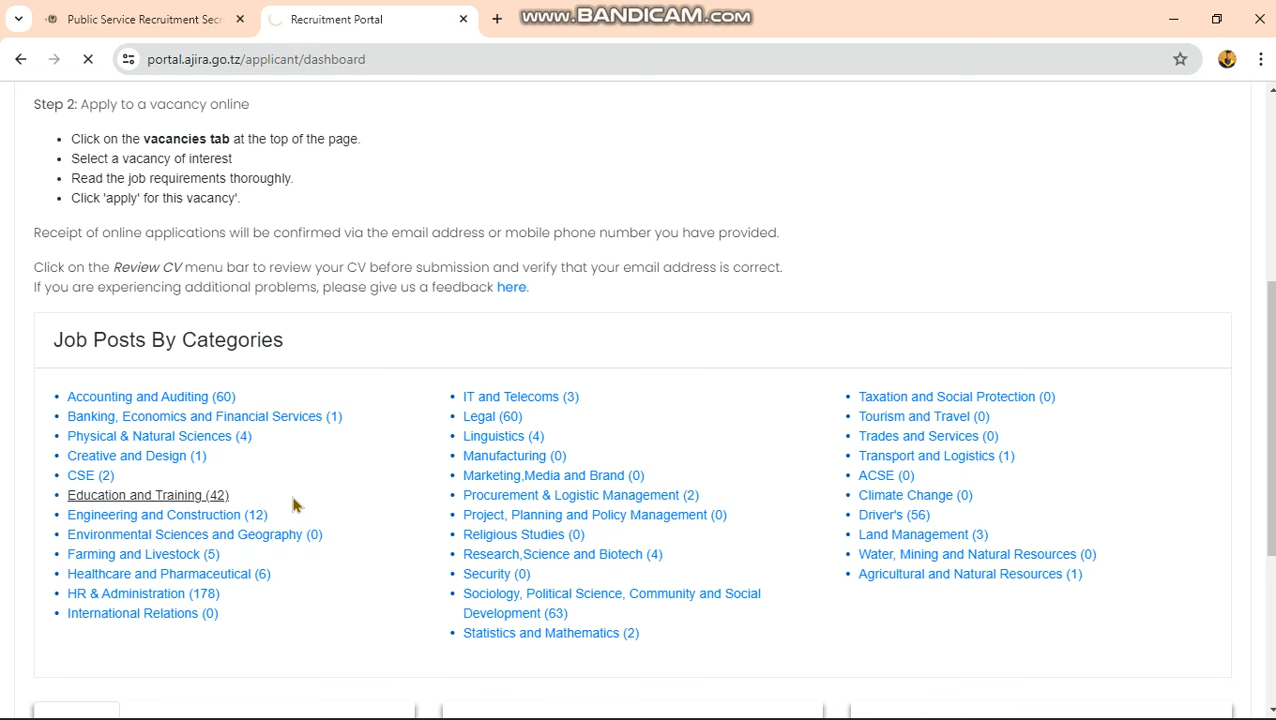 Public Service Recruitment Secr
Recruitment Portal
www.BANDICAM.com
portal.ajira.go.tz/applicant/dashboard
Step 2: Apply to a vacancy online
• Click on the vacancies tab at the top of the page.
• Select a vacancy of interest
• Read the job requirements thoroughly.
• Click 'apply' for this vacancy'.
Receipt of online applications will be confirmed via the email address or mobile phone number you have provided.
Click on the Review CV menu bar to review your CV before submission and verify that your email address is correct.
If you are experiencing additional problems, please give us a feedback here.
Job Posts By Categories
• Accounting and Auditing (60)
• Banking, Economics and Financial Services (1)
• Physical & Natural Sciences (4)
• Creative and Design (1)
• CSE (2)
• Education and Training (42)
• Engineering and Construction (12)
• Environmental Sciences and Geography (0)
• Farming and Livestock (5)
• Healthcare and Pharmaceutical (6)
• HR & Administration (178)
• International Relations (0)
• IT and Telecoms (3)
• Legal (60)
• Linguistics (4)
• Manufacturing (0)
• Marketing,Media and Brand (0)
• Procurement & Logistic Management (2)
• Project, Planning and Policy Management (0)
• Religious Studies (0)
• Research,Science and Biotech (4)
• Security (0)
• Sociology, Political Science, Community and Social
Development (63)
• Statistics and Mathematics (2)
• Taxation and Social Protection (0)
• Tourism and Travel (0)
• Trades and Services (0)
• Transport and Logistics (1)
• ACSE (0)
• Climate Change (0)
• Driver's (56)
• Land Management (3)
• Water, Mining and Natural Resources (0)
• Agricultural and Natural Resources (1)